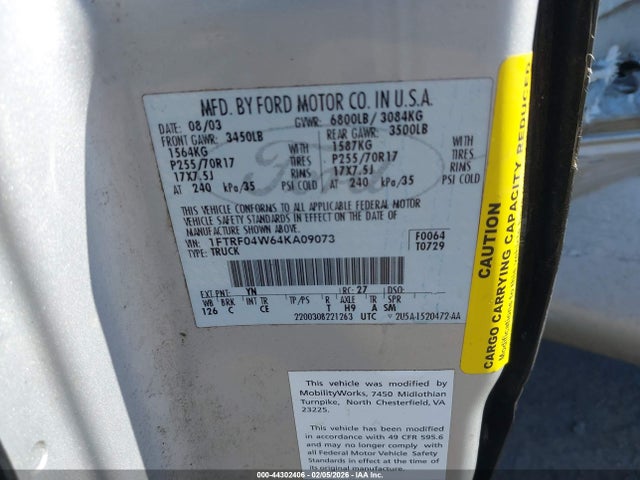 MFD. BY FORD MOTOR CO. IN U.S.A.
DATE: 08/03 GVWR: 6800LB/ 3084KG
FRONT GAWR: 3450LB REAR GAWR: 3500LB
1564KG WITH 1587KG WITH
P255/70R17 TIRES P255/70R17 TIRES
17X7.5J RIMS 17X7.5J RIMS
AT 240 kPa/35 PSI COLD AT 240 kPa/35 PSI COLD
THIS VEHICLE CONFORMS TO ALL APPLICABLE FEDERAL MOTOR
VEHICLE SAFETY STANDARDS IN EFFECT ON THE DATE OF
MANUFACTURE SHOWN ABOVE.
VIN: 1FTRF04W64KA09073 F0064
TYPE: TRUCK T0729
EXT. PNT: YN RC: 27 DSO:
WB BRK INT TR TP/PS R AXLE TR SPR
126 C CE T H9 A SM
2200308221263 UTC 2U5A-1520472-AA
Ford
CAUTION
CARGO CARRYING CAPACITY REDUCED
This vehicle was modified by
MobilityWorks, 7450 Midlothian
Turnpike, North Chesterfield, VA
23225.
This vehicle has been modified
in accordance with 49 CFR 595.6
and may no longer comply with
all Federal Motor Vehicle Safety
Standards in effect at the time of
its original manufacture.
000-44302406 - 02/05/2026 - IAAI.COM